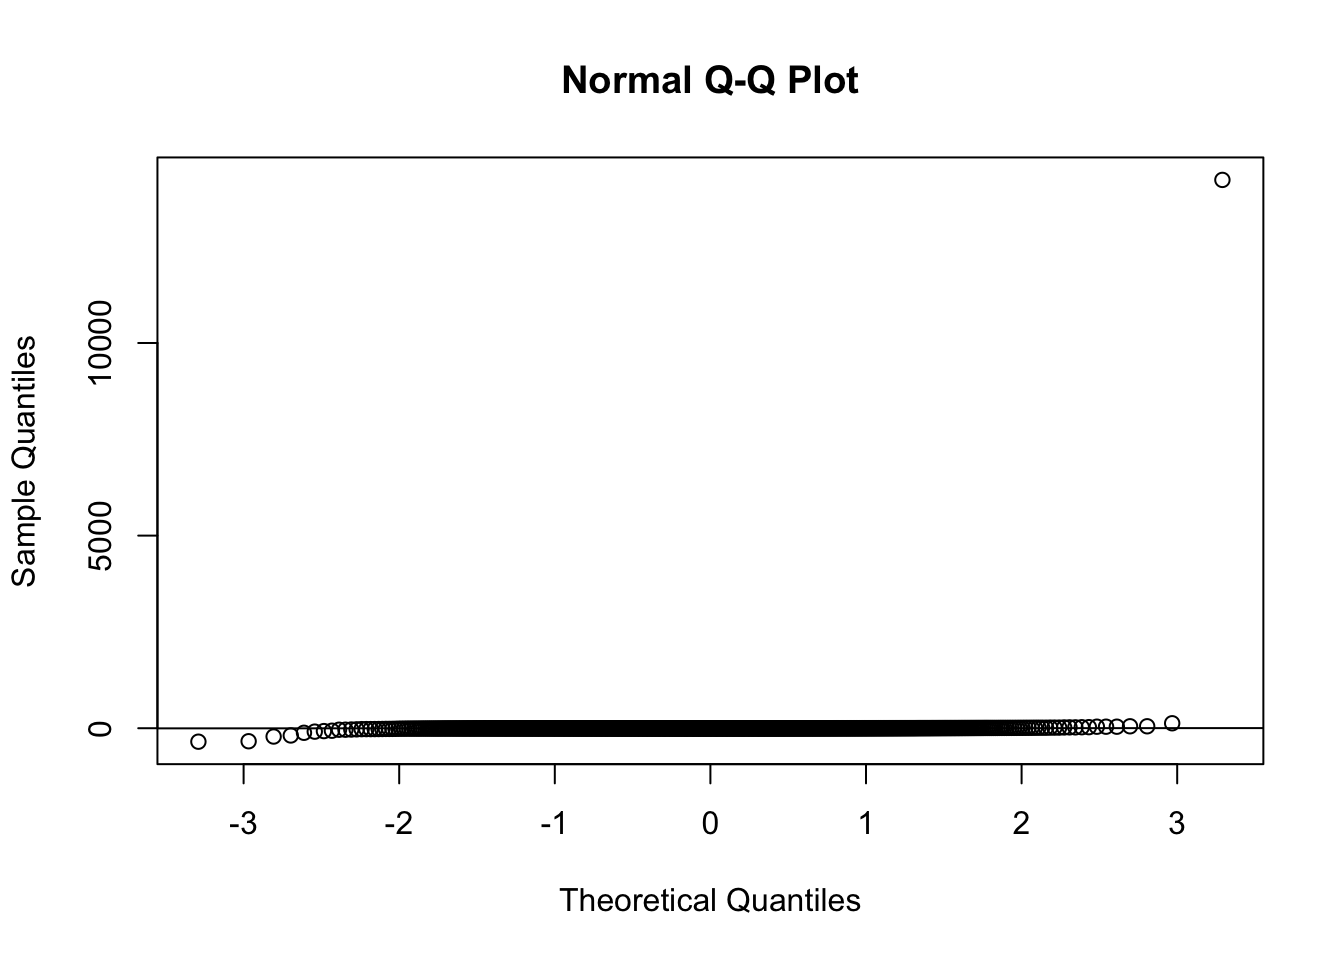 Normal Q-Q Plot
Sample Quantiles
10000
5000
0
-3 -2 -1 0 1 2 3
Theoretical Quantiles